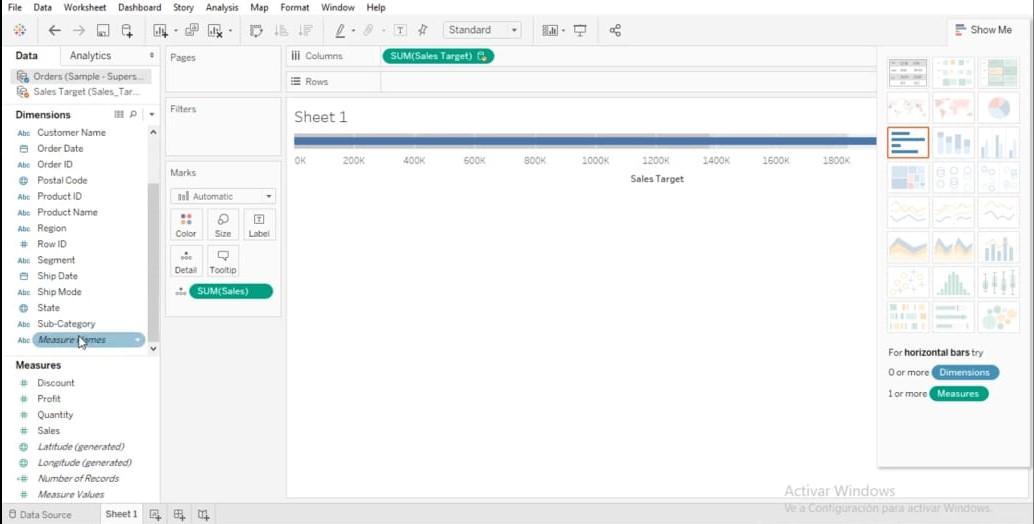 File Data Worksheet Dashboard Story Analysis Map Format Window Help
Standard
Show Me
Data Analytics
Orders (Sample - Supers...
Sales Target (Sales_Tar...
Dimensions
Abc Customer Name
Order Date
Abc Order ID
Postal Code
Abc Product ID
Abc Product Name
Abc Region
# Row ID
Abc Segment
Ship Date
Abc Ship Mode
State
Abc Sub-Category
Abc Measure Names
Measures
# Discount
# Profit
# Quantity
# Sales
Latitude (generated)
Longitude (generated)
=# Number of Records
# Measure Values
Pages
Filters
Marks
Automatic
Color Size Label
Detail Tooltip
SUM(Sales)
Columns SUM(Sales Target)
Rows
Sheet 1
0K 200K 400K 600K 800K 1000K 1200K 1400K 1600K 1800K
Sales Target
For horizontal bars try
0 or more Dimensions
1 or more Measures
Activar Windows
Ve a Configuración para activar Windows.
Data Source Sheet 1